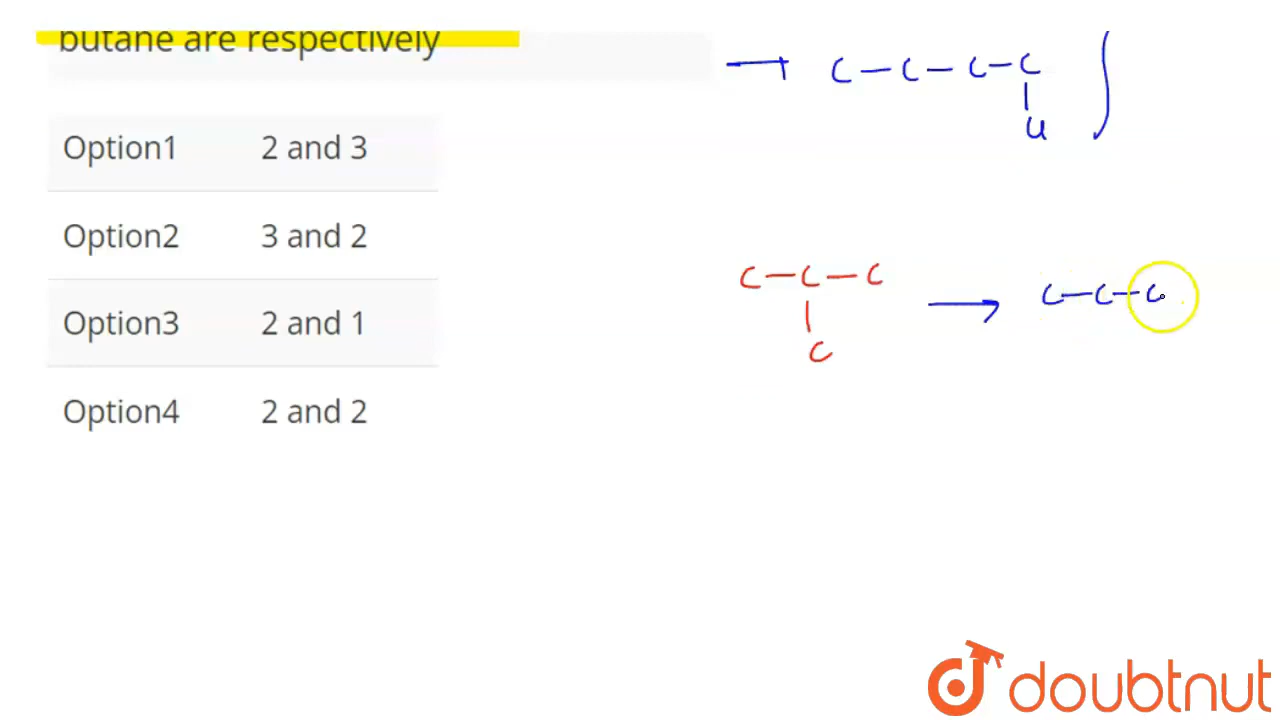 butane are respectively
Option1 2 and 3
Option2 3 and 2
Option3 2 and 1
Option4 2 and 2
→ C – C – C – C
|
C – C – C → C – C – C
|
C
doubtnut